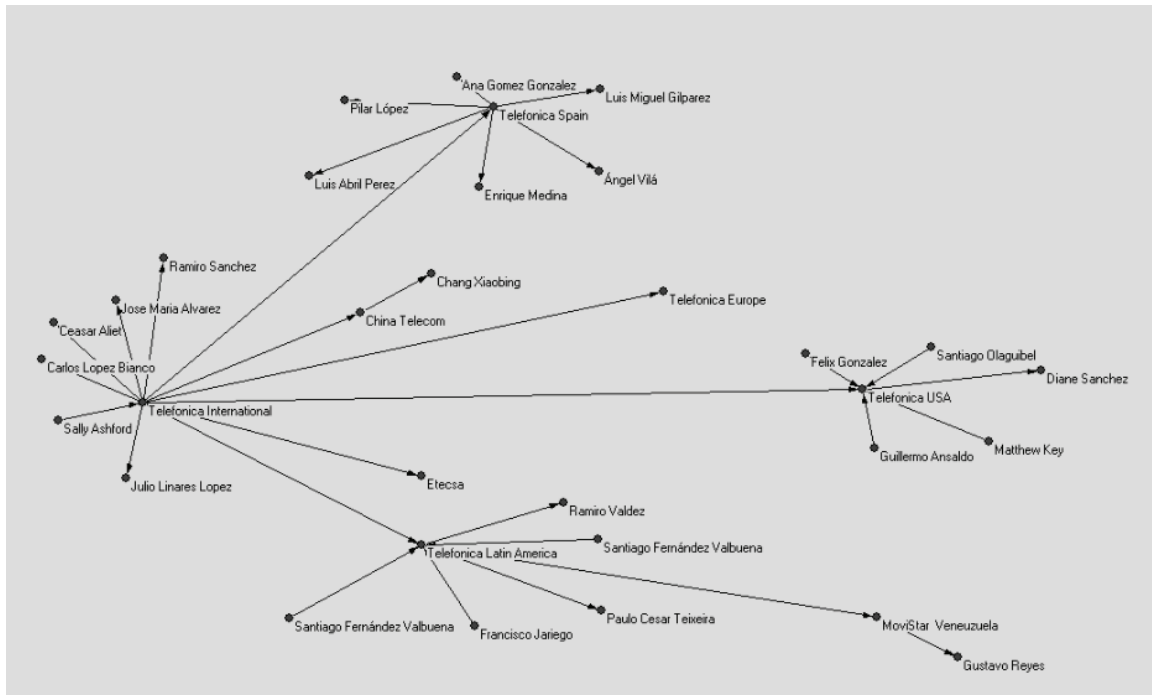 'Ana Gomez Gonzalez
Luis Miguel Gilparez
Pilar López
Telefonica Spain
Luis Abril Perez
Enrique Medina
Ángel Vilá
Ramiro Sanchez
Chang Xiaobing
Jose Maria Alvarez
Telefonica Europe
China Telecom
'Ceasar Aliet
Carlos Lopez Bianco
Felix Gonzalez
Santiago Olaguibel
Diane Sanchez
Telefonica USA
Telefonica International
Sally Ashford
Guillermo Ansaldo
Matthew Key
Julio Linares Lopez
Etecsa
Ramiro Valdez
Telefonica Latin America
Santiago Fernández Valbuena
Paulo Cesar Teixeira
Santiago Fernández Valbuena
Francisco Jariego
MoviStar Veneuzuela
Gustavo Reyes